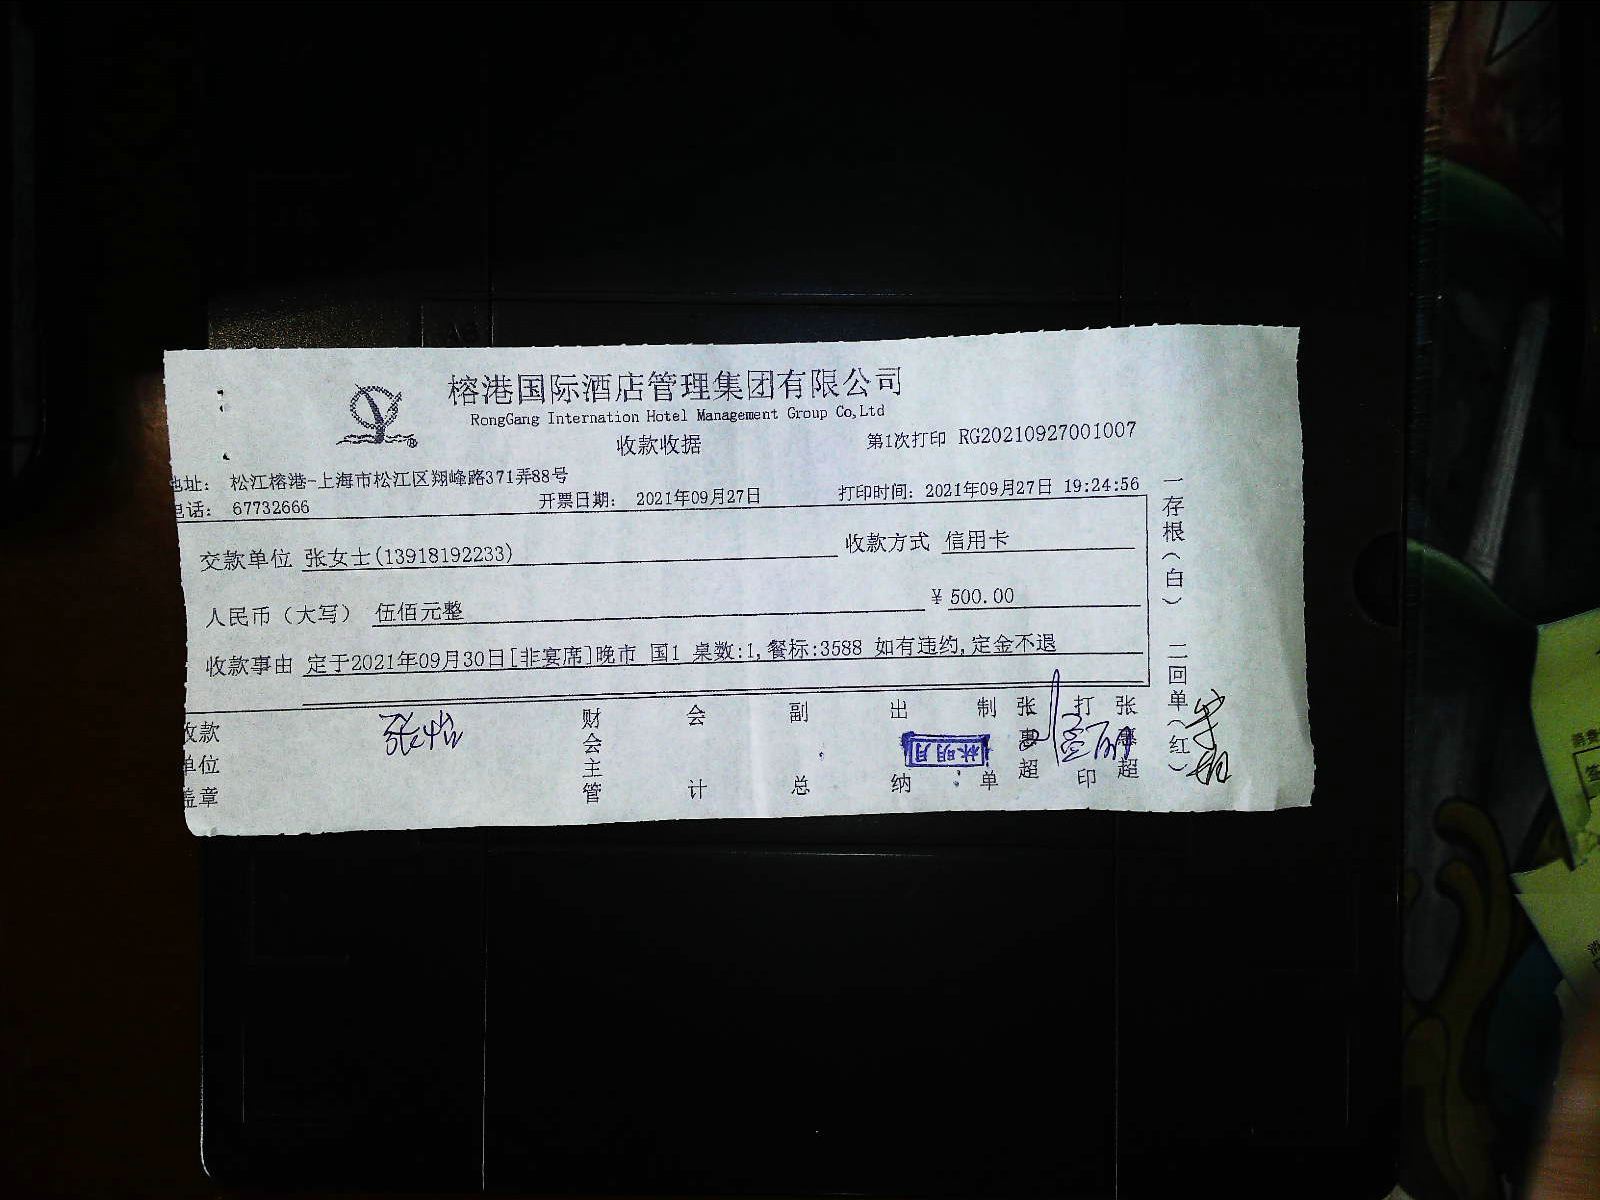 榕港国际酒店管理集团有限公司
RongGang Internation Hotel Management Group Co,Ltd
收款收据
第1次打印 RG20210927001007
地址： 松江榕港-上海市松江区翔峰路371弄88号
电话： 67732666
开票日期： 2021年09月27日
打印时间：2021年09月27日 19:24:56
交款单位 张女士(13918192233)
收款方式 信用卡
人民币（大写） 伍佰元整
￥500.00
收款事由 定于2021年09月30日[非宴席]晚市 国1 桌数:1,餐标:3588 如有违约,定金不退
收款单位盖章
张怡
财会主管
会计
副总
出纳
林明月
制单
张惠超
打印
张惠超
一存根（白） 二回单（红）